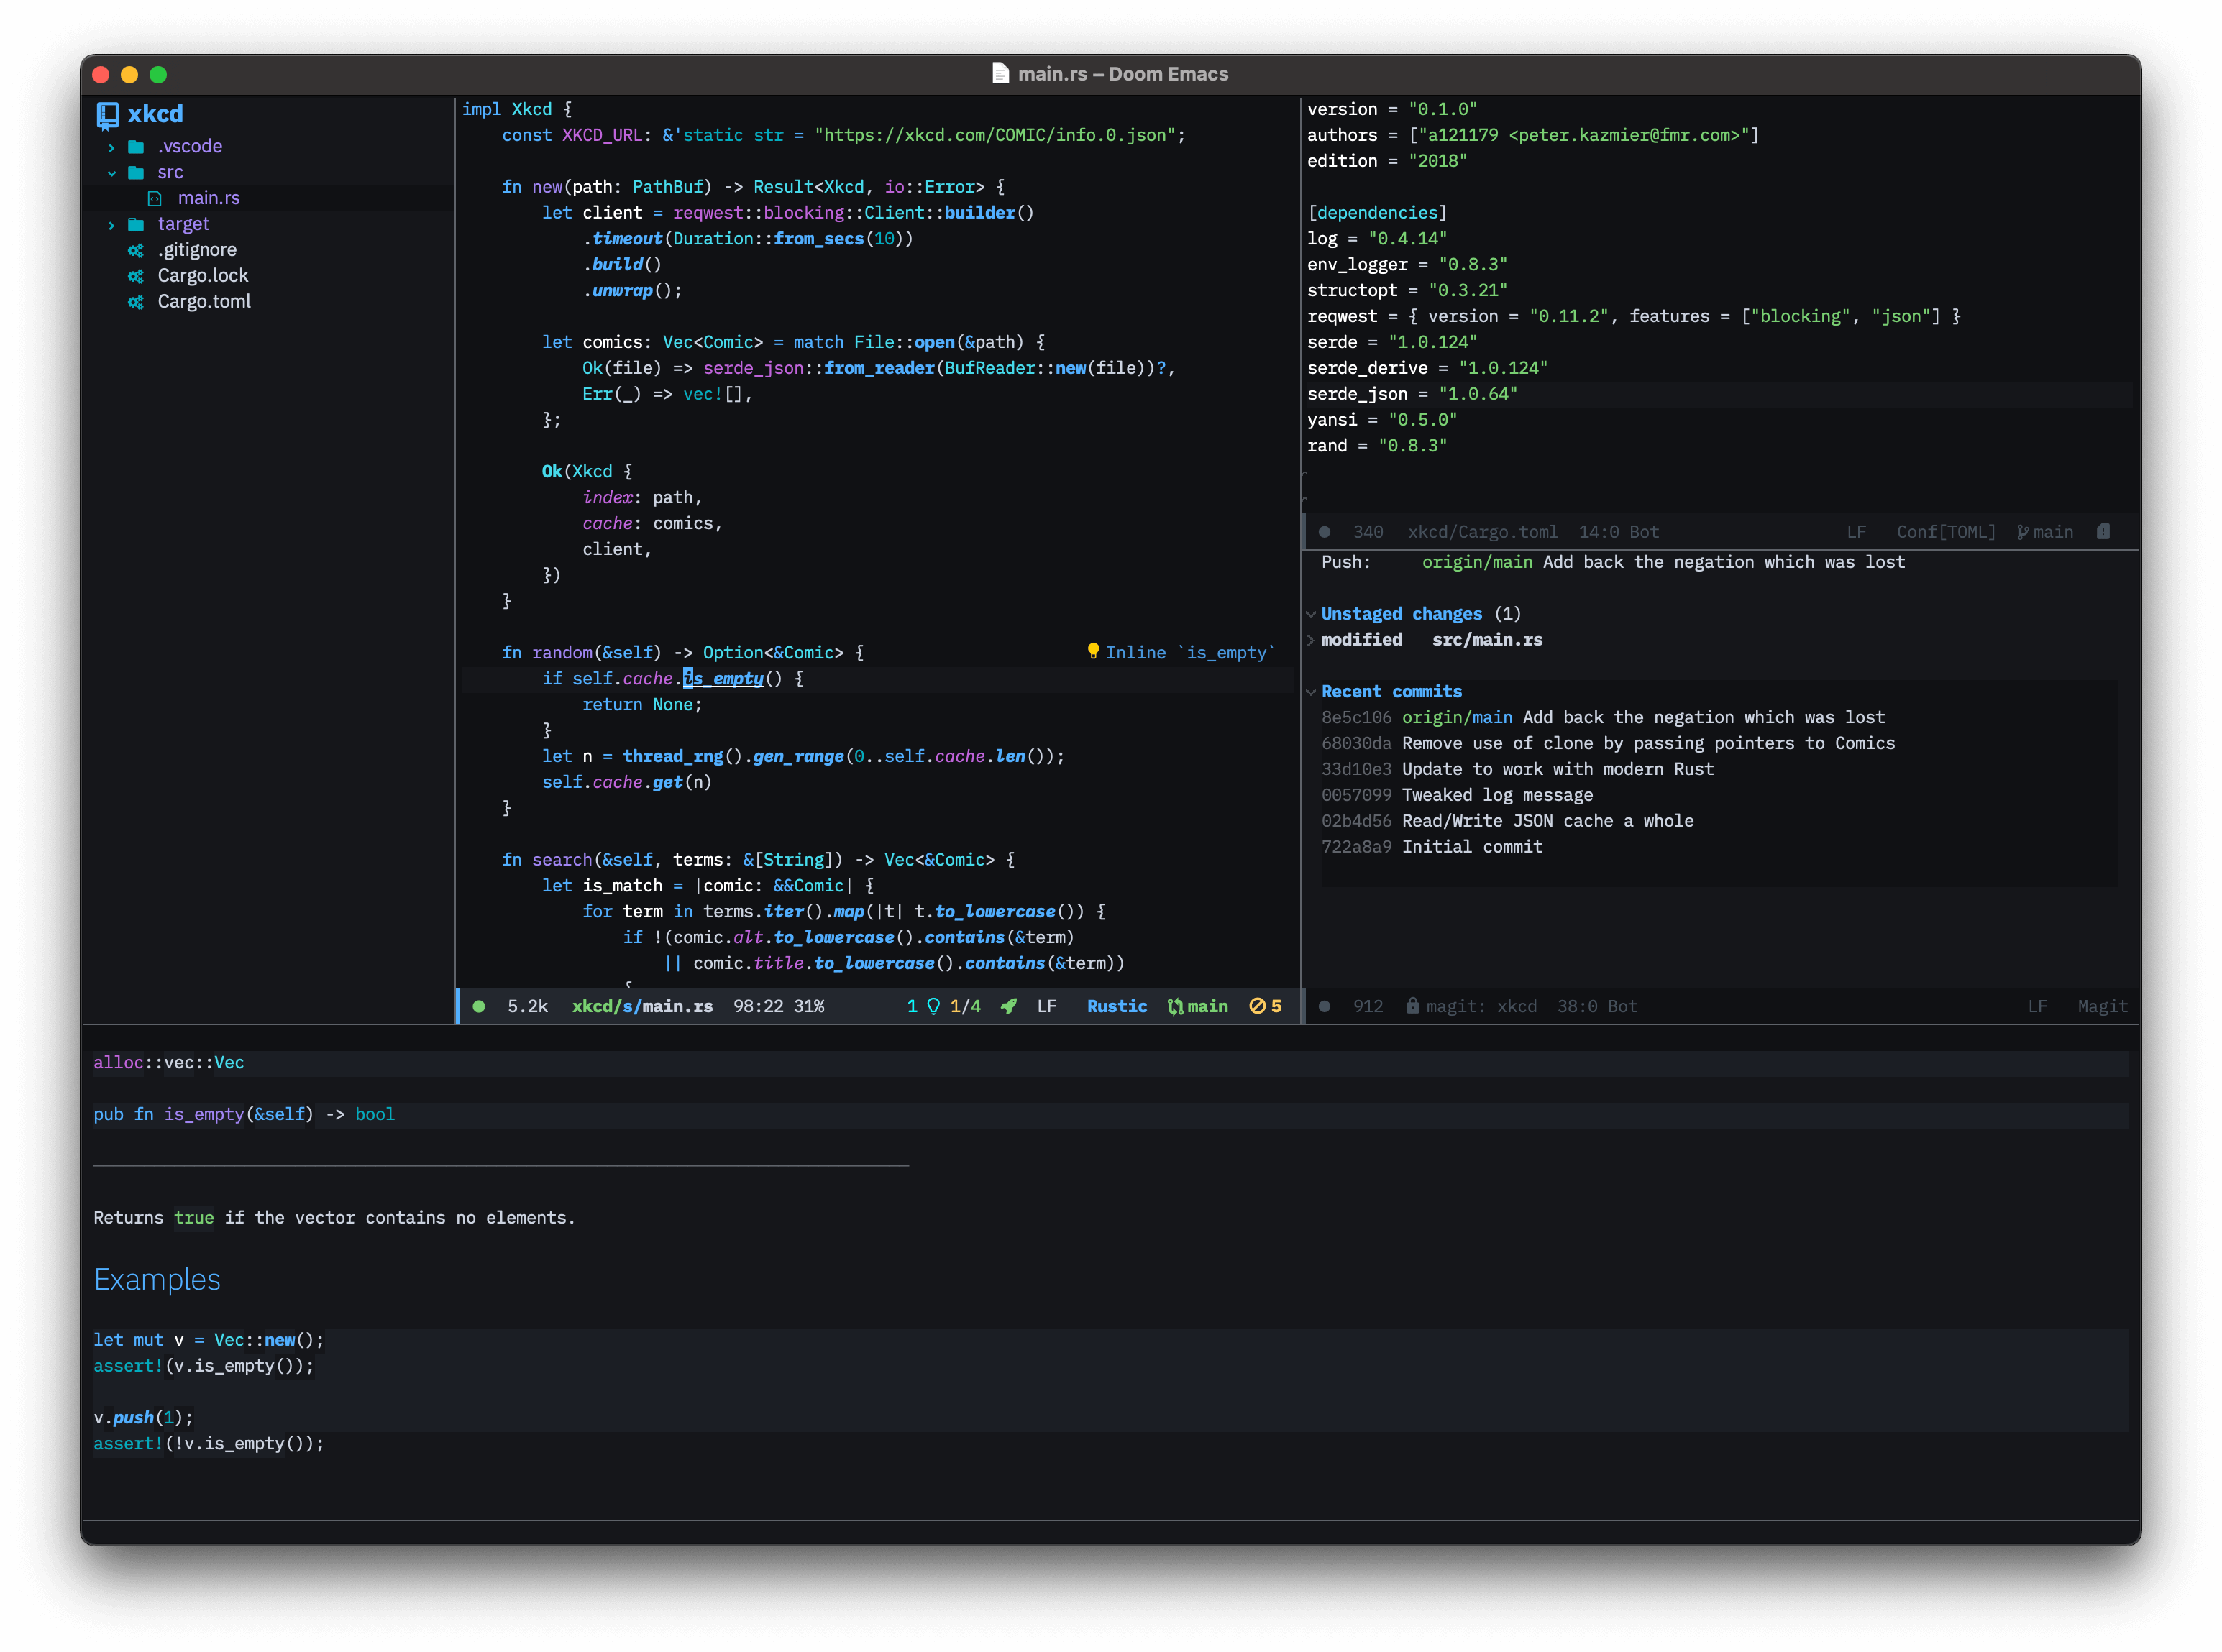 main.rs – Doom Emacs
xkcd
.vscode
src
main.rs
target
.gitignore
Cargo.lock
Cargo.toml
impl Xkcd {
    const XKCD_URL: &'static str = "https://xkcd.com/COMIC/info.0.json";

    fn new(path: PathBuf) -> Result<Xkcd, io::Error> {
        let client = reqwest::blocking::Client::builder()
            .timeout(Duration::from_secs(10))
            .build()
            .unwrap();

        let comics: Vec<Comic> = match File::open(&path) {
            Ok(file) => serde_json::from_reader(BufReader::new(file))?,
            Err(_) => vec![],
        };

        Ok(Xkcd {
            index: path,
            cache: comics,
            client,
        })
    }

    fn random(&self) -> Option<&Comic> { Inline `is_empty`
        if self.cache.is_empty() {
            return None;
        }
        let n = thread_rng().gen_range(0..self.cache.len());
        self.cache.get(n)
    }

    fn search(&self, terms: &[String]) -> Vec<&Comic> {
        let is_match = |comic: &&Comic| {
            for term in terms.iter().map(|t| t.to_lowercase()) {
                if !(comic.alt.to_lowercase().contains(&term)
                    || comic.title.to_lowercase().contains(&term))
                {
5.2k xkcd/s/main.rs 98:22 31% 1 1/4 LF Rustic main 5
version = "0.1.0"
authors = ["a121179 <peter.kazmier@fmr.com>"]
edition = "2018"

[dependencies]
log = "0.4.14"
env_logger = "0.8.3"
structopt = "0.3.21"
reqwest = { version = "0.11.2", features = ["blocking", "json"] }
serde = "1.0.124"
serde_derive = "1.0.124"
serde_json = "1.0.64"
yansi = "0.5.0"
rand = "0.8.3"
340 xkcd/Cargo.toml 14:0 Bot LF Conf[TOML] main
Push: origin/main Add back the negation which was lost

Unstaged changes (1)
modified src/main.rs

Recent commits
8e5c106 origin/main Add back the negation which was lost
68030da Remove use of clone by passing pointers to Comics
33d10e3 Update to work with modern Rust
0057099 Tweaked log message
02b4d56 Read/Write JSON cache a whole
722a8a9 Initial commit
912 magit: xkcd 38:0 Bot LF Magit
alloc::vec::Vec

pub fn is_empty(&self) -> bool

Returns true if the vector contains no elements.

Examples

let mut v = Vec::new();
assert!(v.is_empty());

v.push(1);
assert!(!v.is_empty());